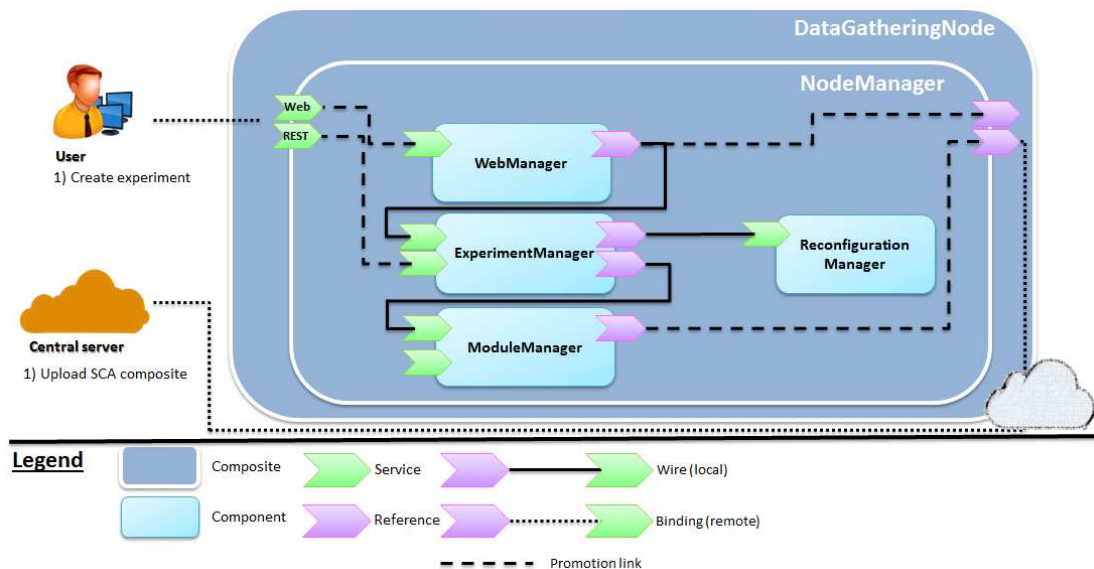 DataGatheringNode
NodeManager
Web
REST
User
1) Create experiment
WebManager
ExperimentManager
Reconfiguration
Manager
ModuleManager
Central server
1) Upload SCA composite
Legend
Composite
Service
Wire (local)
Component
Reference
Binding (remote)
Promotion link